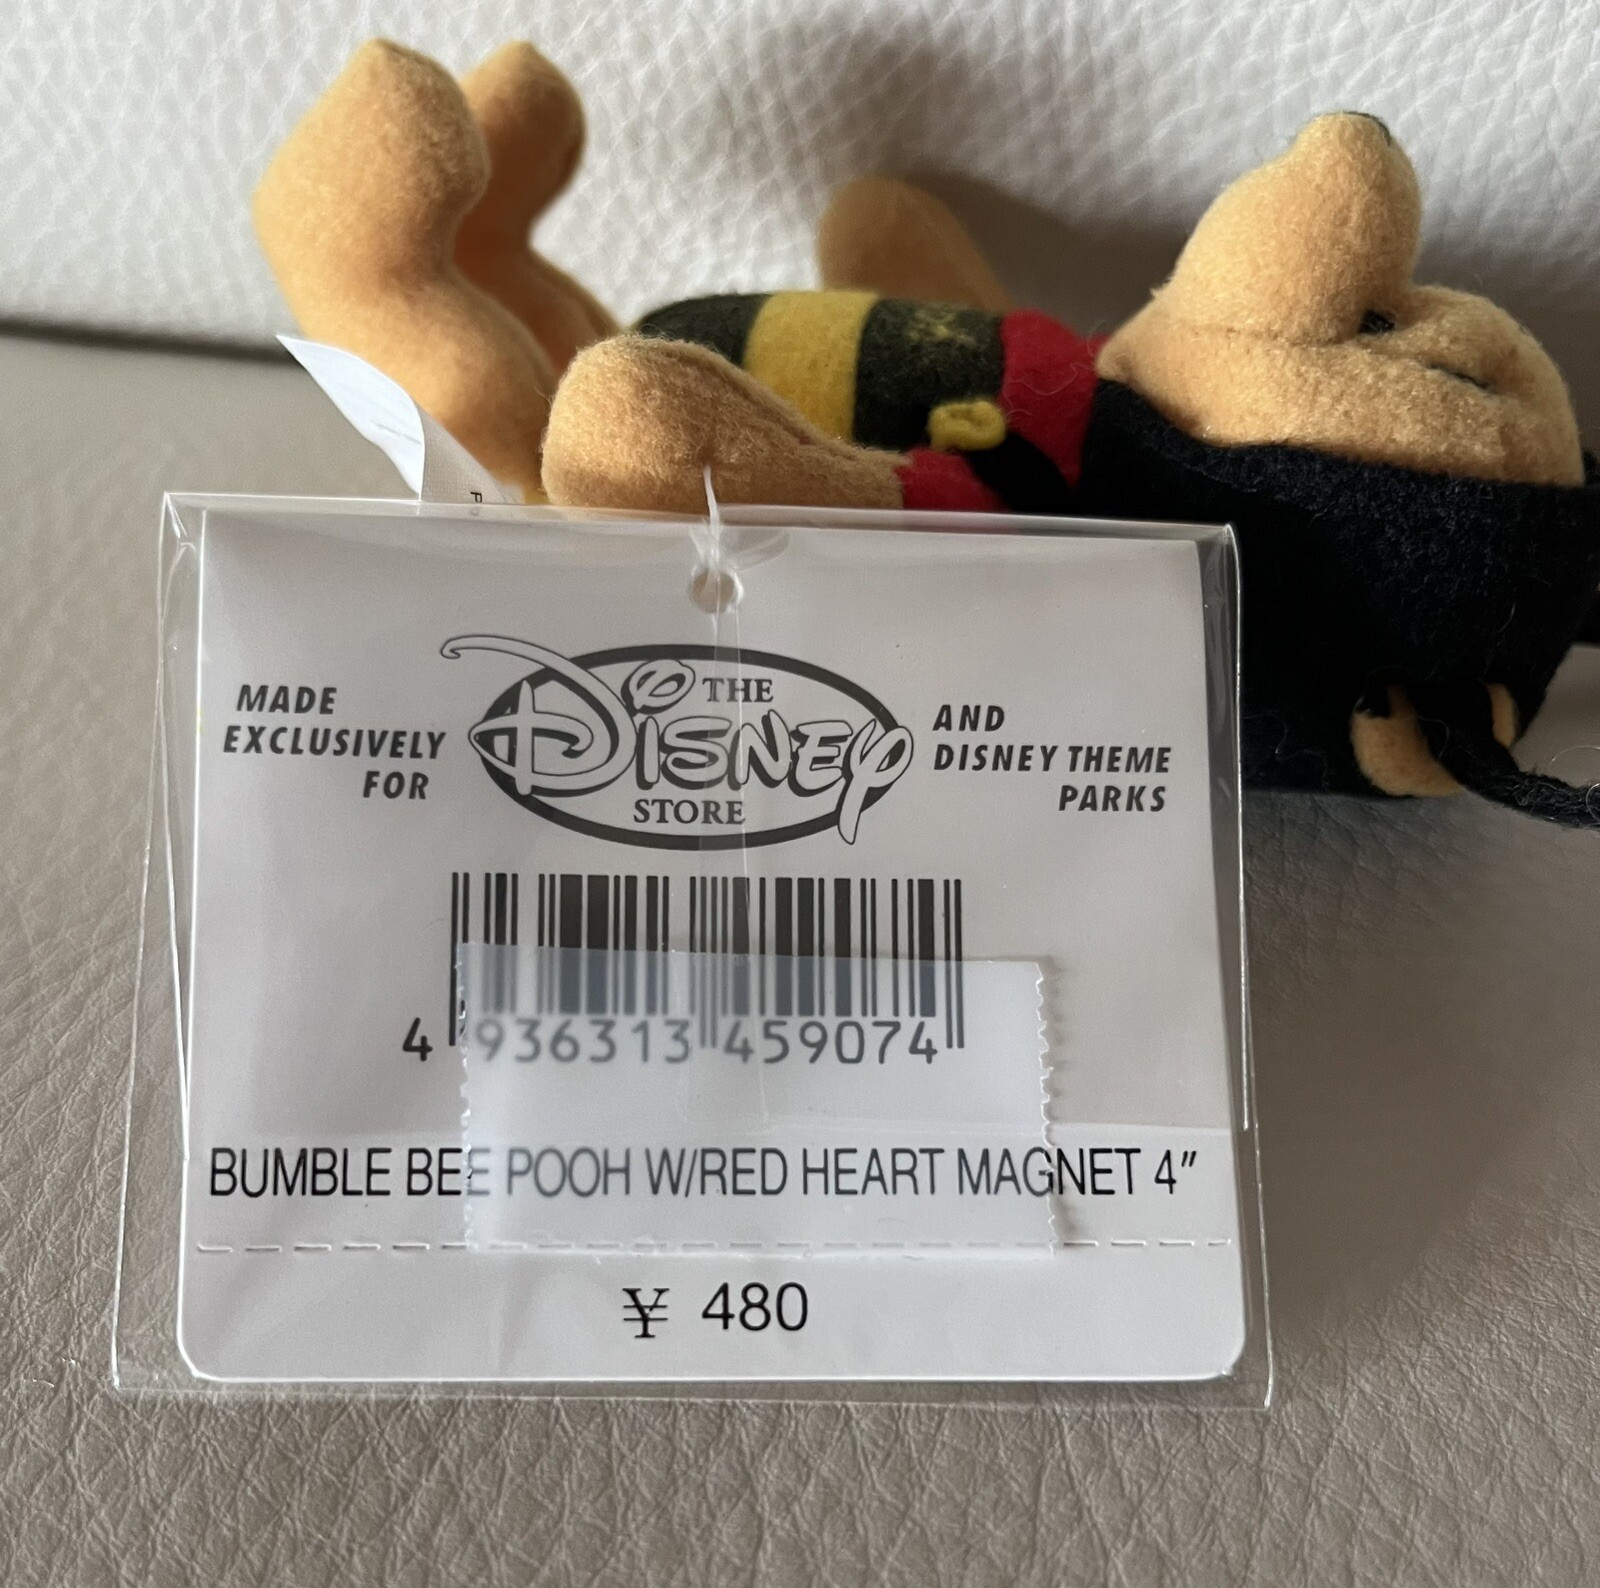 MADE
EXCLUSIVELY
FOR
THE
DISNEY
STORE
AND
DISNEY THEME
PARKS
4 936313 459074
BUMBLE BEE POOH W/RED HEART MAGNET 4"
¥ 480